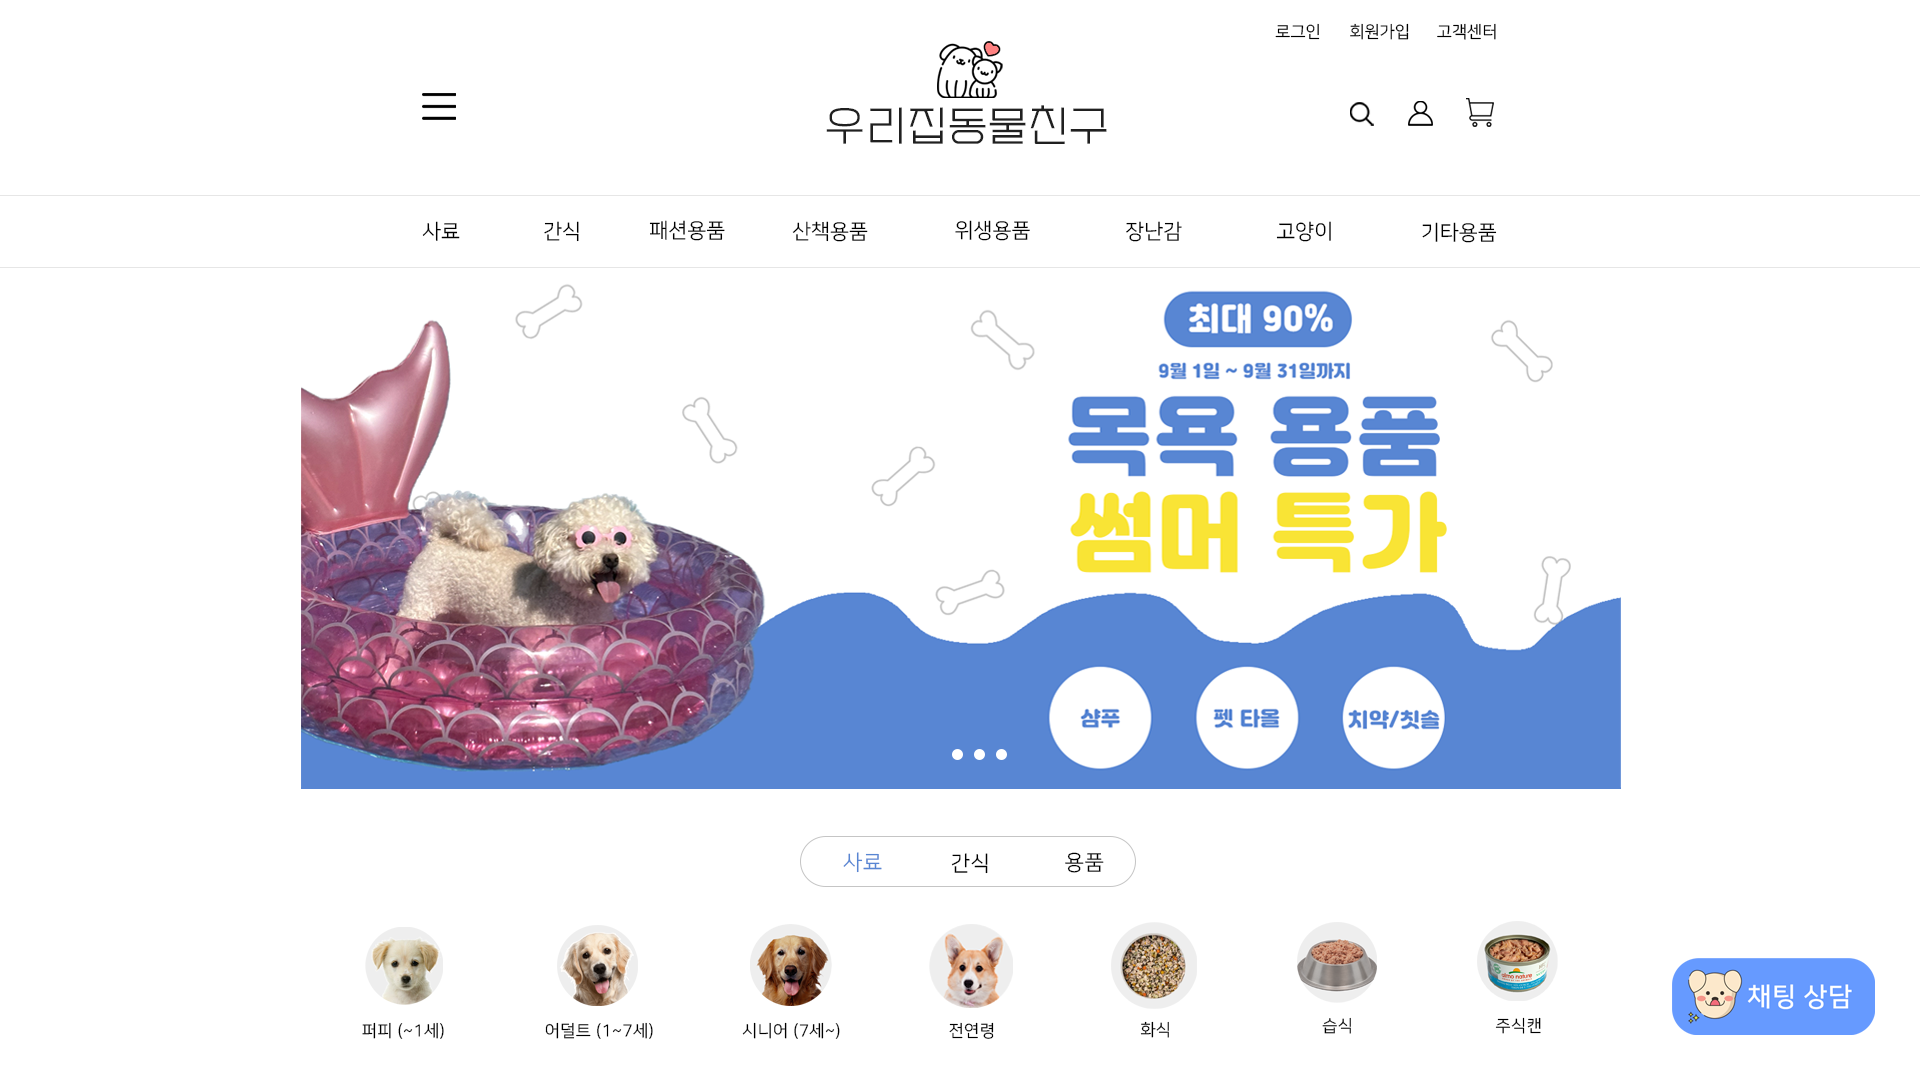 로그인 회원가입 고객센터
우리집동물친구
사료 간식 패션용품 산책용품 위생용품 장난감 고양이 기타용품
최대 90%
9월 1일 ~ 9월 31일까지
목욕 용품
썸머 특가
샴푸 펫 타올 치약/칫솔
사료 간식 용품
almo nature
퍼피 (~1세) 어덜트 (1~7세) 시니어 (7세~) 전연령 화식 습식 주식캔
채팅 상담